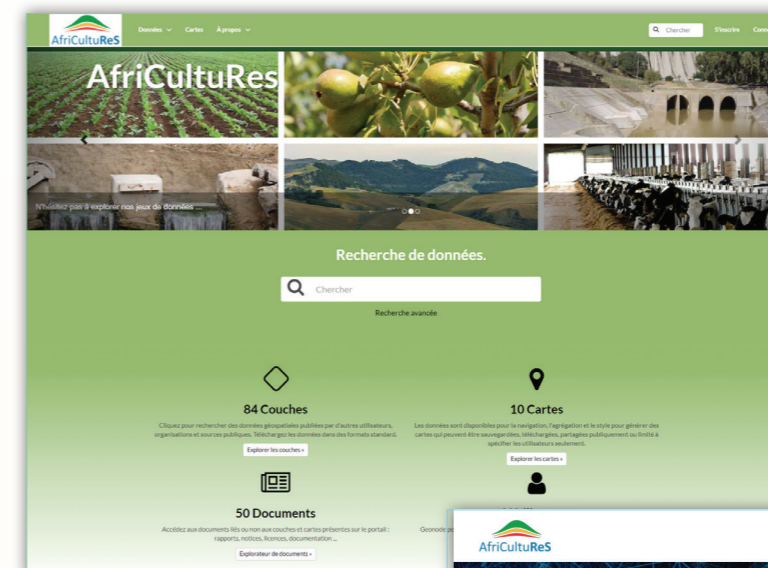 AfriCultuReS
Données
Cartes
À propos
Chercher
S'inscrire
AfriCultuRes
N'hésitez pas à explorer nos jeux de données ...
Recherche de données.
Chercher
Recherche avancée
84 Couches
Cliquez pour rechercher des données géospatiales publiées par d'autres utilisateurs,
organisations et sources publiques. Téléchargez les données dans des formats standard.
Explorer les couches »
10 Cartes
Les données sont disponibles pour la navigation, l'agrégation et le style pour générer des
cartes qui peuvent être sauvegardées, téléchargées, partagées publiquement ou limité à
spécifier les utilisateurs seulement.
Explorer les cartes »
50 Documents
Accédez aux documents liés ou non aux couches et cartes présentes sur le portail :
rapports, notices, licences, documentation ...
Explorateur de documents »
Geonode
AfriCultuReS